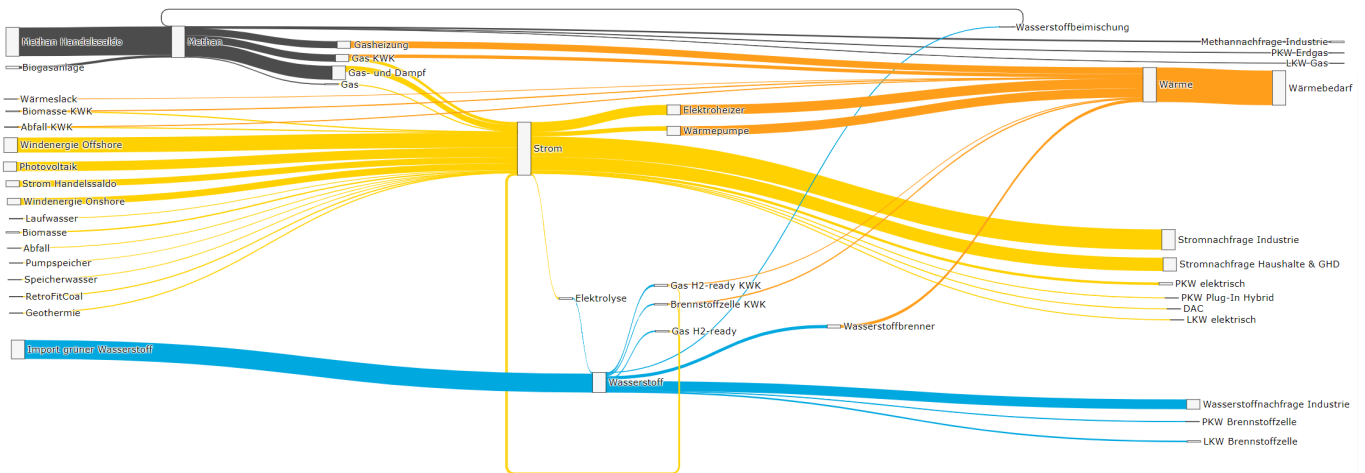 Methan Handelssaldo
Methan
Biogasanlage
Gasheizung
Gas KWK
Gas- und Dampf
Gas
Wasserstoffbeimischung
Methannachfrage-Industrie
PKW-Erdgas
LKW-Gas
Wärme
Wärmebedarf
Wärmeslack
Biomasse KWK
Abfall KWK
Windenergie Offshore
Photovoltaik
Strom Handelssaldo
Windenergie Onshore
Laufwasser
Biomasse
Abfall
Pumpspeicher
Speicherwasser
RetroFitCoal
Geothermie
Elektroheizer
Wärmepumpe
Strom
Stromnachfrage Industrie
Stromnachfrage Haushalte & GHD
PKW elektrisch
PKW Plug-In Hybrid
DAC
LKW elektrisch
Elektrolyse
Gas H2-ready KWK
Brennstoffzelle KWK
Gas H2-ready
Wasserstoffbrenner
Import grüner Wasserstoff
Wasserstoff
Wasserstoffnachfrage Industrie
PKW Brennstoffzelle
LKW Brennstoffzelle